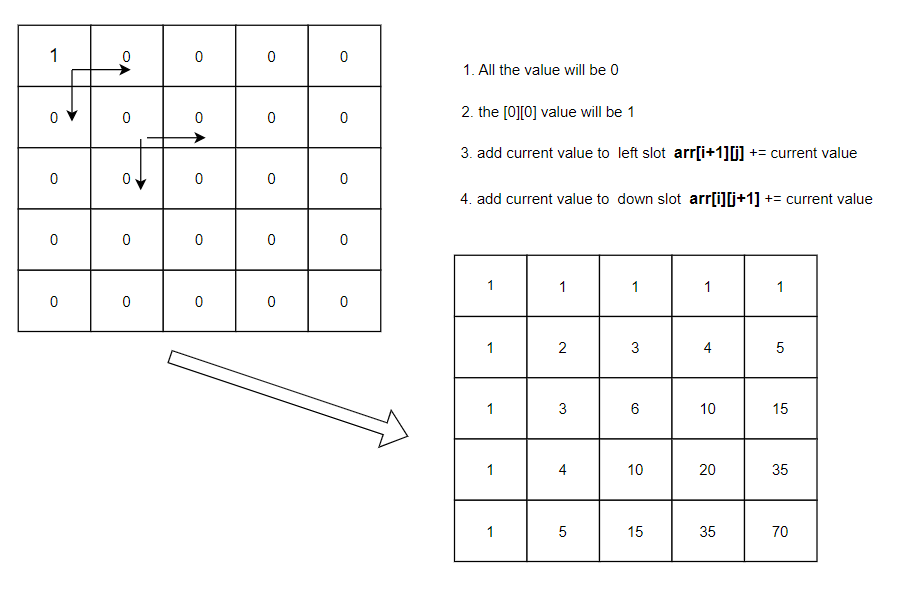 1 0 0 0 0
0 0 0 0 0
0 0 0 0 0
0 0 0 0 0
0 0 0 0 0
1. All the value will be 0
2. the [0][0] value will be 1
3. add current value to left slot arr[i+1][j] += current value
4. add current value to down slot arr[i][j+1] += current value
1 1 1 1 1
1 2 3 4 5
1 3 6 10 15
1 4 10 20 35
1 5 15 35 70